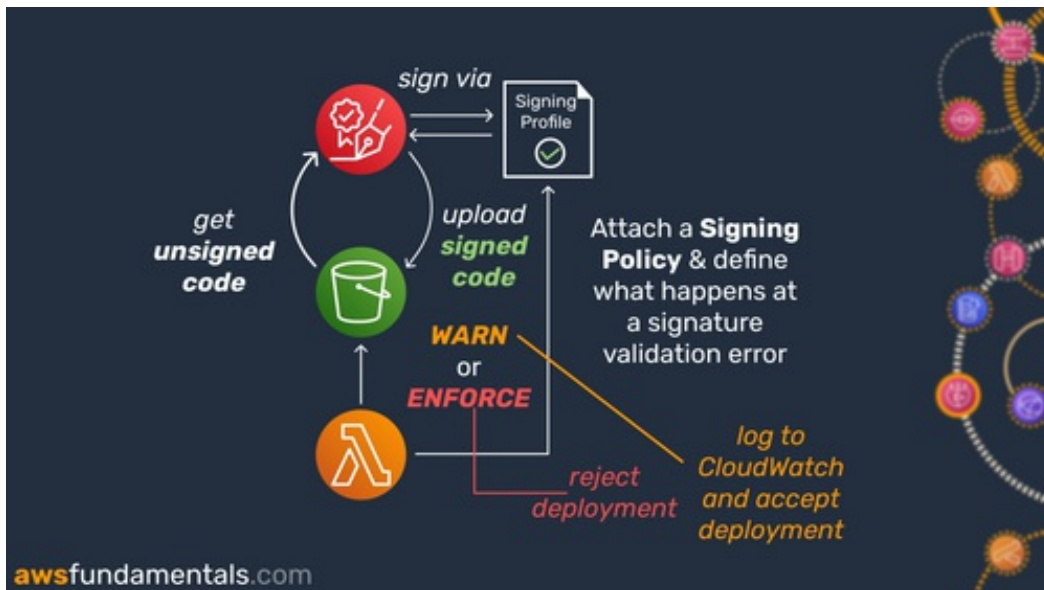 sign via
Signing
Profile
get
unsigned
code
upload
signed
code
Attach a Signing
Policy & define
what happens at
a signature
validation error
WARN
or
ENFORCE
reject
deployment
log to
CloudWatch
and accept
deployment
awsfundamentals.com